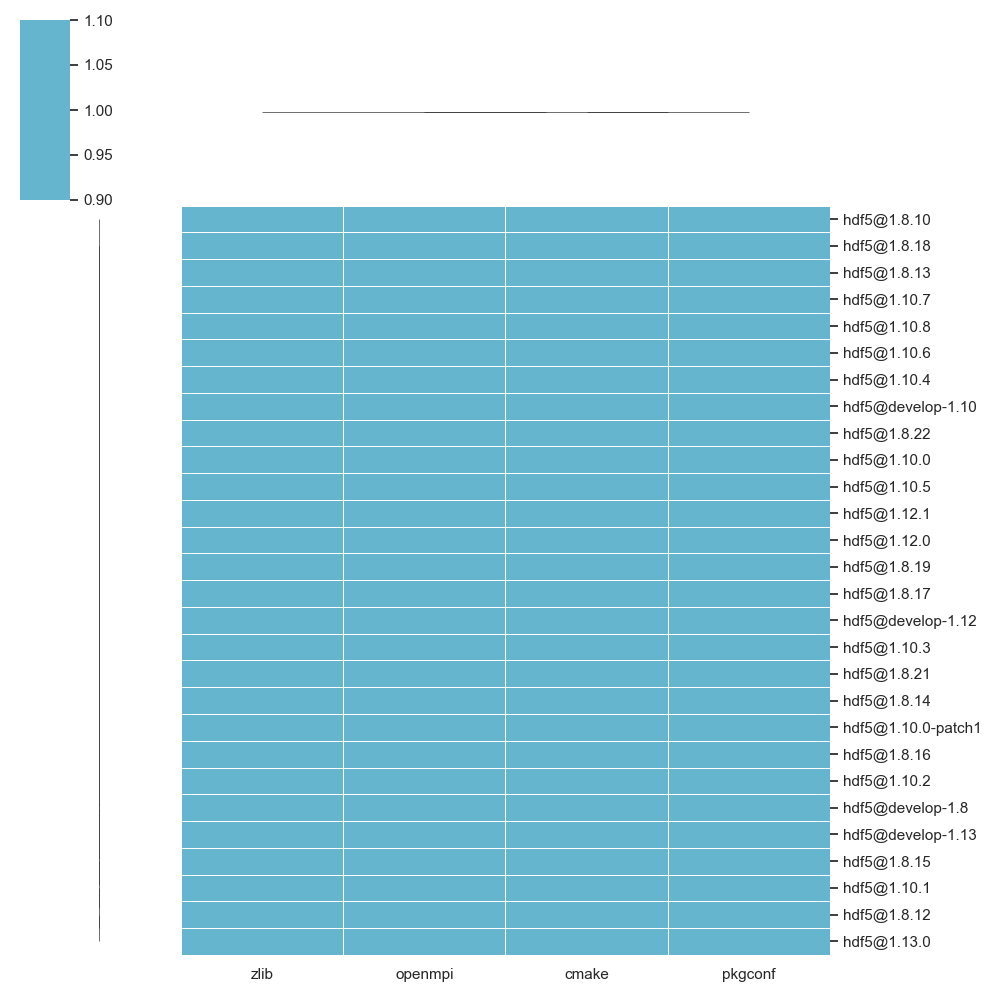 1.10
1.05
1.00
0.95
0.90
hdf5@1.8.10
hdf5@1.8.18
hdf5@1.8.13
hdf5@1.10.7
hdf5@1.10.8
hdf5@1.10.6
hdf5@1.10.4
hdf5@develop-1.10
hdf5@1.8.22
hdf5@1.10.0
hdf5@1.10.5
hdf5@1.12.1
hdf5@1.12.0
hdf5@1.8.19
hdf5@1.8.17
hdf5@develop-1.12
hdf5@1.10.3
hdf5@1.8.21
hdf5@1.8.14
hdf5@1.10.0-patch1
hdf5@1.8.16
hdf5@1.10.2
hdf5@develop-1.8
hdf5@develop-1.13
hdf5@1.8.15
hdf5@1.10.1
hdf5@1.8.12
hdf5@1.13.0
zlib openmpi cmake pkgconf